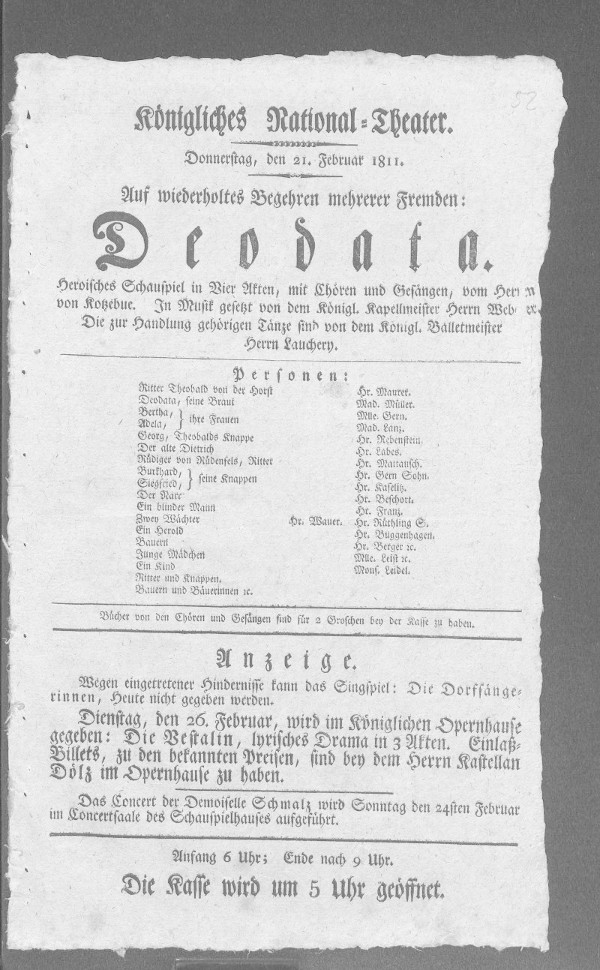 52
Königliches National-Theater.
Donnerstag, den 21. Februar 1811.
Auf wiederholtes Begehren mehrerer Fremden:
Deodata.
Heroisches Schauspiel in Vier Akten, mit Chören und Gesängen, vom Herrn
von Kotzebue. In Musik gesetzt von dem Königl. Kapellmeister Herrn Weber.
Die zur Handlung gehörigen Tänze sind von dem Königl. Balletmeister
Herrn Lauchery.
Personen:
Ritter Theobald von der Horst Hr. Maurer.
Deodata, seine Braut Mad. Müller.
Bertha, Mlle. Gern.
Adela, } ihre Frauen Mad. Lanz.
Georg, Theobalds Knappe Hr. Rebenstein.
Der alte Dietrich Hr. Labes.
Rüdiger von Rüdenfels, Ritter Hr. Mattausch.
Burkhard, Hr. Gern Sohn.
Siegfried, } seine Knappen Hr. Kaselitz.
Der Narr Hr. Beschort.
Ein blinder Mann Hr. Franz.
Zwey Wächter Hr. Wauer. Hr. Rüthling S.
Ein Herold Hr. Buggenhagen.
Bauern Hr. Berger ꝛc.
Junge Mädchen Mlle. Leist ꝛc.
Ein Kind Mons. Leidel.
Ritter und Knappen.
Bauern und Bäuerinnen ꝛc.
Bücher von den Chören und Gesängen sind für 2 Groschen bey der Kasse zu haben.
Anzeige.
Wegen eingetretener Hindernisse kann das Singspiel: Die Dorfsänge-
rinnen, Heute nicht gegeben werden.
Dienstag, den 26. Februar, wird im Königlichen Opernhause
gegeben: Die Vestalin, lyrisches Drama in 3 Akten. Einlaß-
Billets, zu den bekannten Preisen, sind bey dem Herrn Kastellan
Dölz im Opernhause zu haben.
Das Concert der Demoiselle Schmalz wird Sonntag den 24sten Februar
im Concertsaale des Schauspielhauses aufgeführt.
Anfang 6 Uhr; Ende nach 9 Uhr.
Die Kasse wird um 5 Uhr geöffnet.